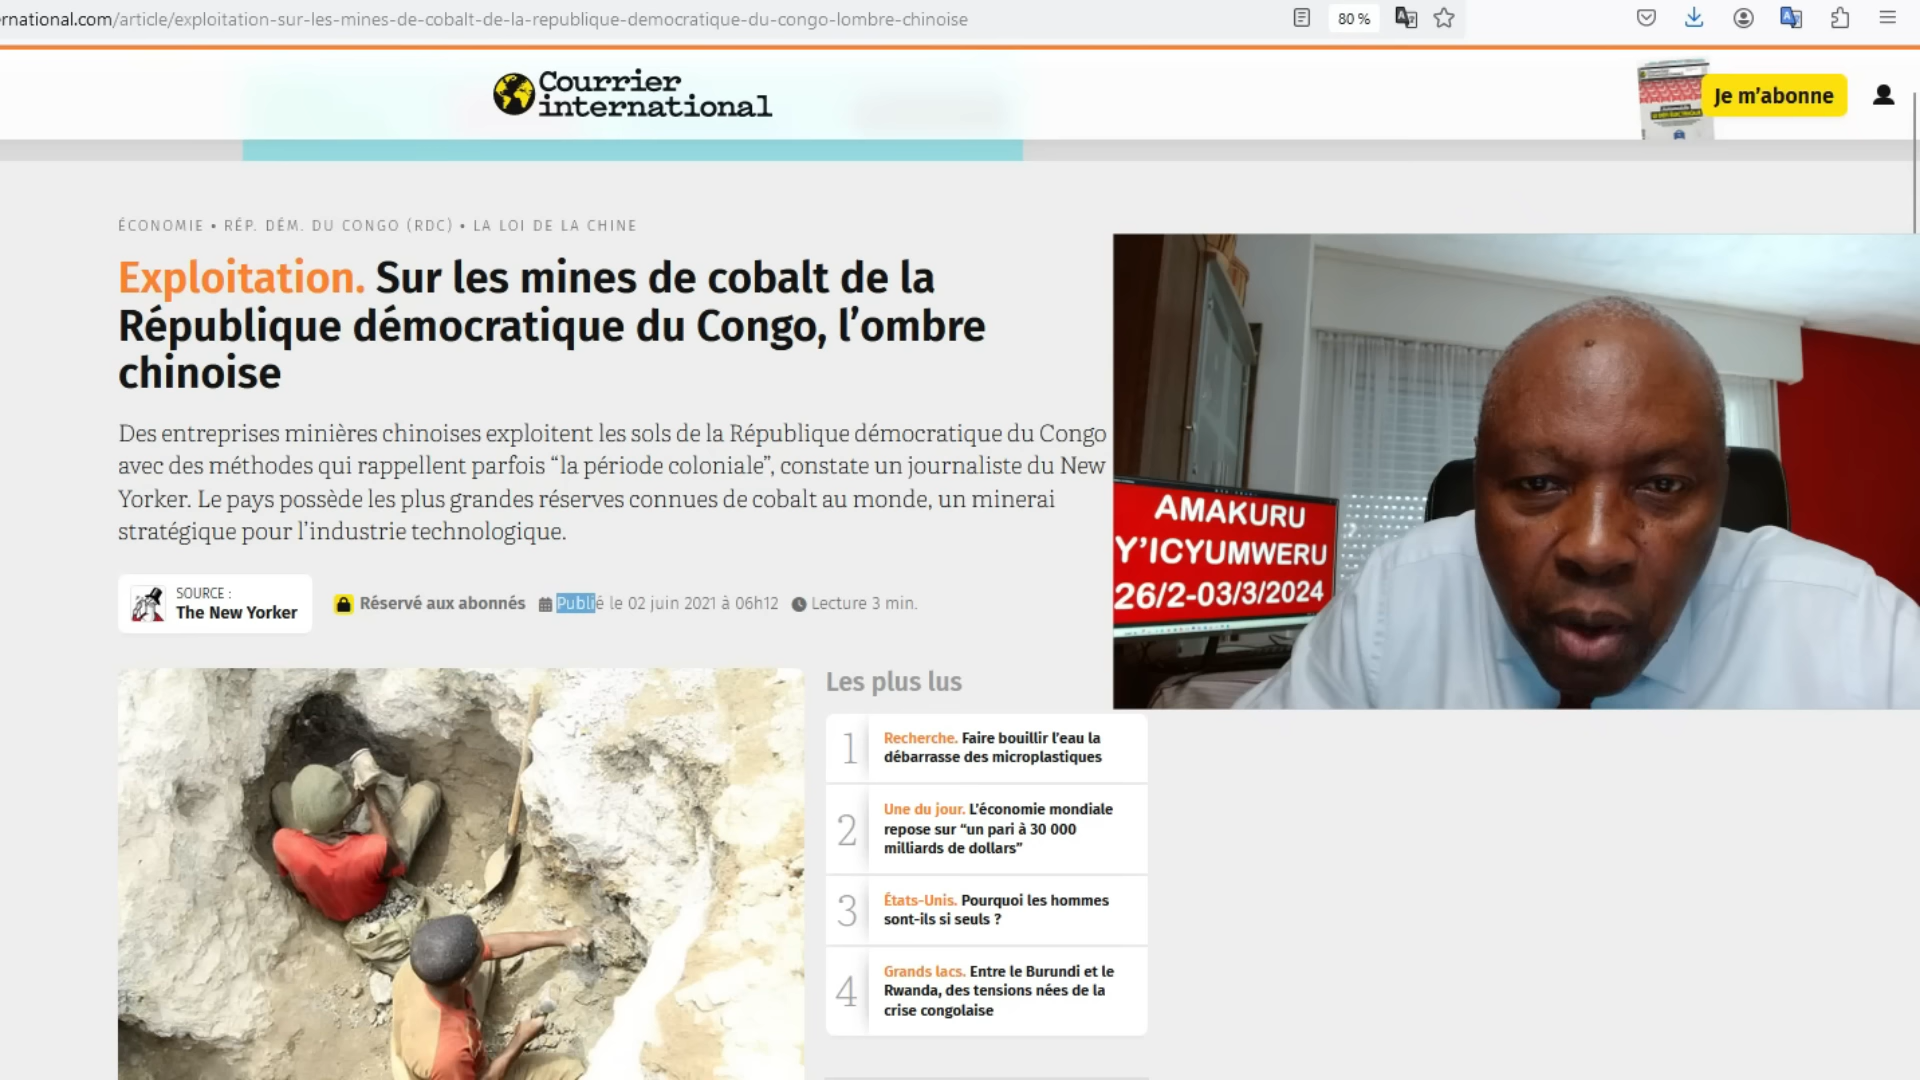 rnational.com/article/exploitation-sur-les-mines-de-cobalt-de-la-republique-democratique-du-congo-lombre-chinoise
80 %
Courrier
international
Je m’abonne
ÉCONOMIE • RÉP. DÉM. DU CONGO (RDC) • LA LOI DE LA CHINE
Exploitation. Sur les mines de cobalt de la
République démocratique du Congo, l’ombre
chinoise
Des entreprises minières chinoises exploitent les sols de la République démocratique du Congo
avec des méthodes qui rappellent parfois “la période coloniale”, constate un journaliste du New
Yorker. Le pays possède les plus grandes réserves connues de cobalt au monde, un minerai
stratégique pour l’industrie technologique.
SOURCE :
The New Yorker
Réservé aux abonnés
Publié le 02 juin 2021 à 06h12
Lecture 3 min.
AMAKURU
Y’ICYUMWERU
26/2-03/3/2024
Les plus lus
1
Recherche. Faire bouillir l’eau la
débarrasse des microplastiques
2
Une du jour. L’économie mondiale
repose sur “un pari à 30 000
milliards de dollars”
3
États-Unis. Pourquoi les hommes
sont-ils si seuls ?
4
Grands lacs. Entre le Burundi et le
Rwanda, des tensions nées de la
crise congolaise